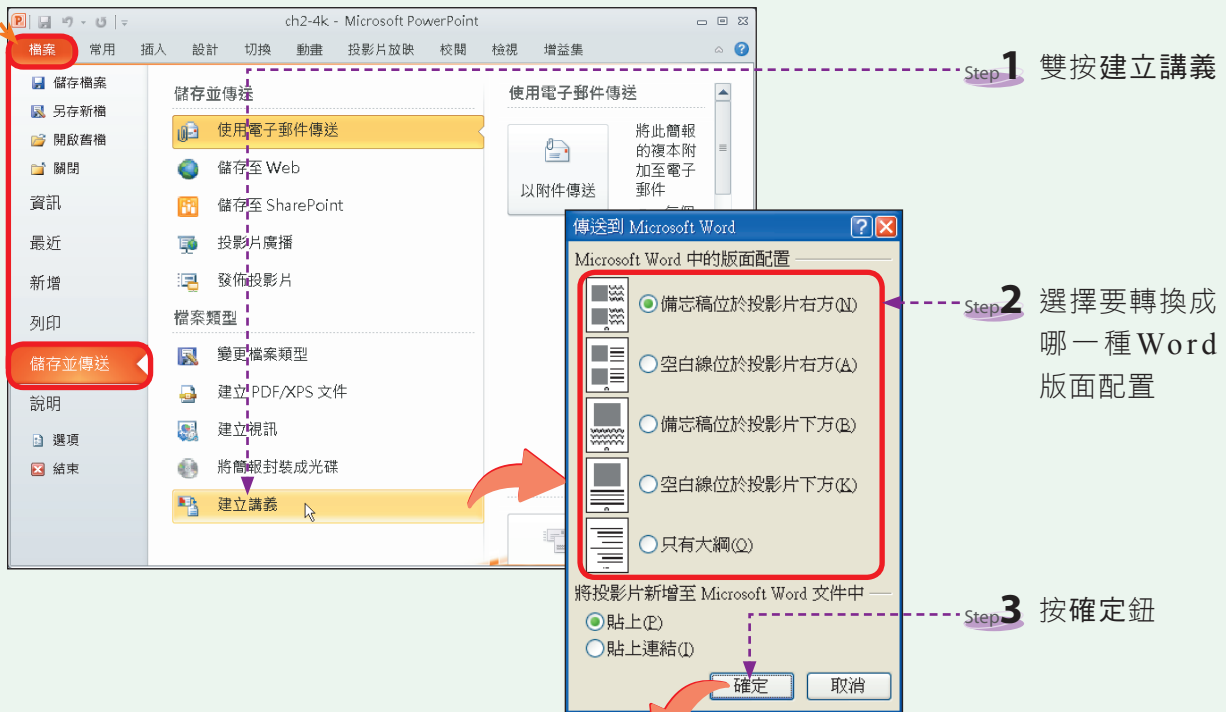 ch2-4k - Microsoft PowerPoint
檔案 常用 插入 設計 切換 動畫 投影片放映 校閱 檢視 增益集
儲存檔案
另存新檔
開啟舊檔
關閉
資訊
最近
新增
列印
儲存並傳送
說明
選項
結束
儲存並傳送
使用電子郵件傳送
儲存至 Web
儲存至 SharePoint
投影片廣播
發佈投影片
檔案類型
變更檔案類型
建立 PDF/XPS 文件
建立視訊
將簡報封裝成光碟
建立講義
使用電子郵件傳送
以附件傳送
將此簡報
的複本附
加至電子
郵件
傳送到 Microsoft Word
Microsoft Word 中的版面配置
備忘稿位於投影片右方(N)
空白線位於投影片右方(A)
備忘稿位於投影片下方(B)
空白線位於投影片下方(K)
只有大綱(O)
將投影片新增至 Microsoft Word 文件中
貼上(P)
貼上連結(I)
確定 取消
Step1 雙按建立講義
Step2 選擇要轉換成
哪一種Word
版面配置
Step3 按確定鈕